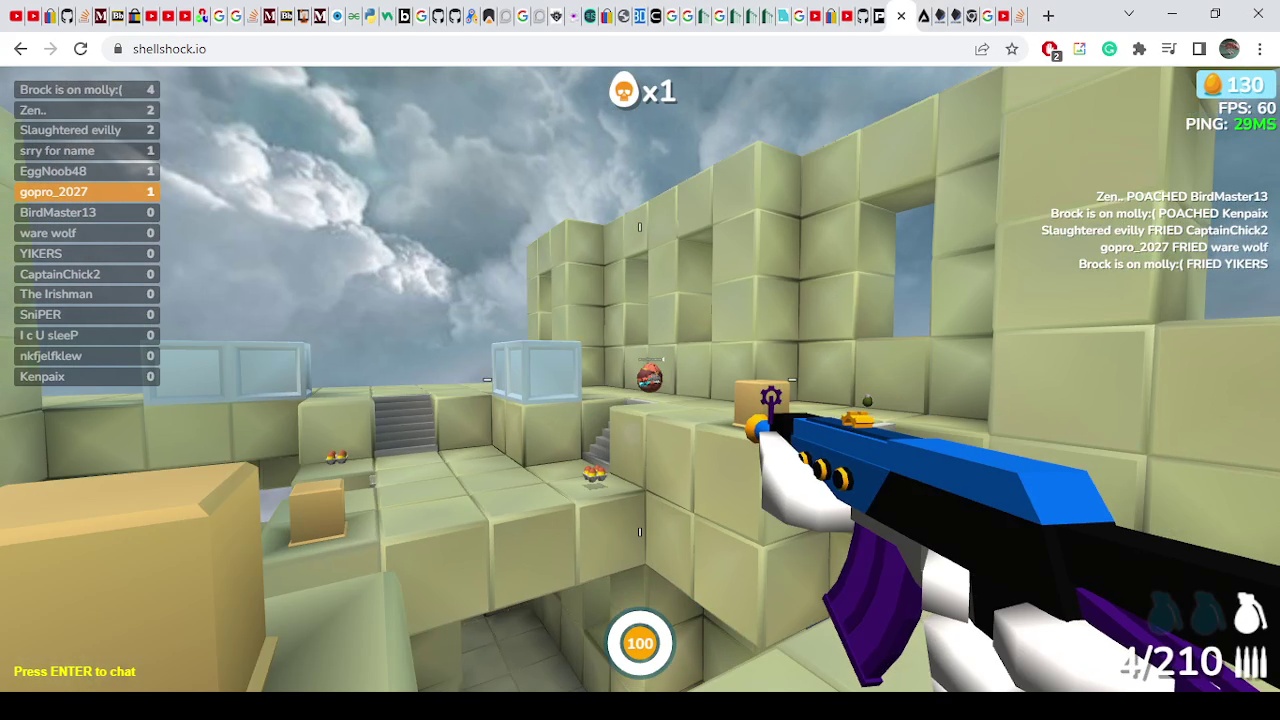 shellshock.io
2
Brock is on molly:( 4
Zen.. 2
Slaughtered evilly 2
srry for name 1
EggNoob48 1
gopro_2027 1
BirdMaster13 0
ware wolf 0
YIKERS 0
CaptainChick2 0
The Irishman 0
SniPER 0
I c U sleeP 0
nkfjelfklew 0
Kenpaix 0
x1
130
FPS: 60
PING: 29MS
Zen.. POACHED BirdMaster13
Brock is on molly:( POACHED Kenpaix
Slaughtered evilly FRIED CaptainChick2
gopro_2027 FRIED ware wolf
Brock is on molly:( FRIED YIKERS
100
4/210
Press ENTER to chat